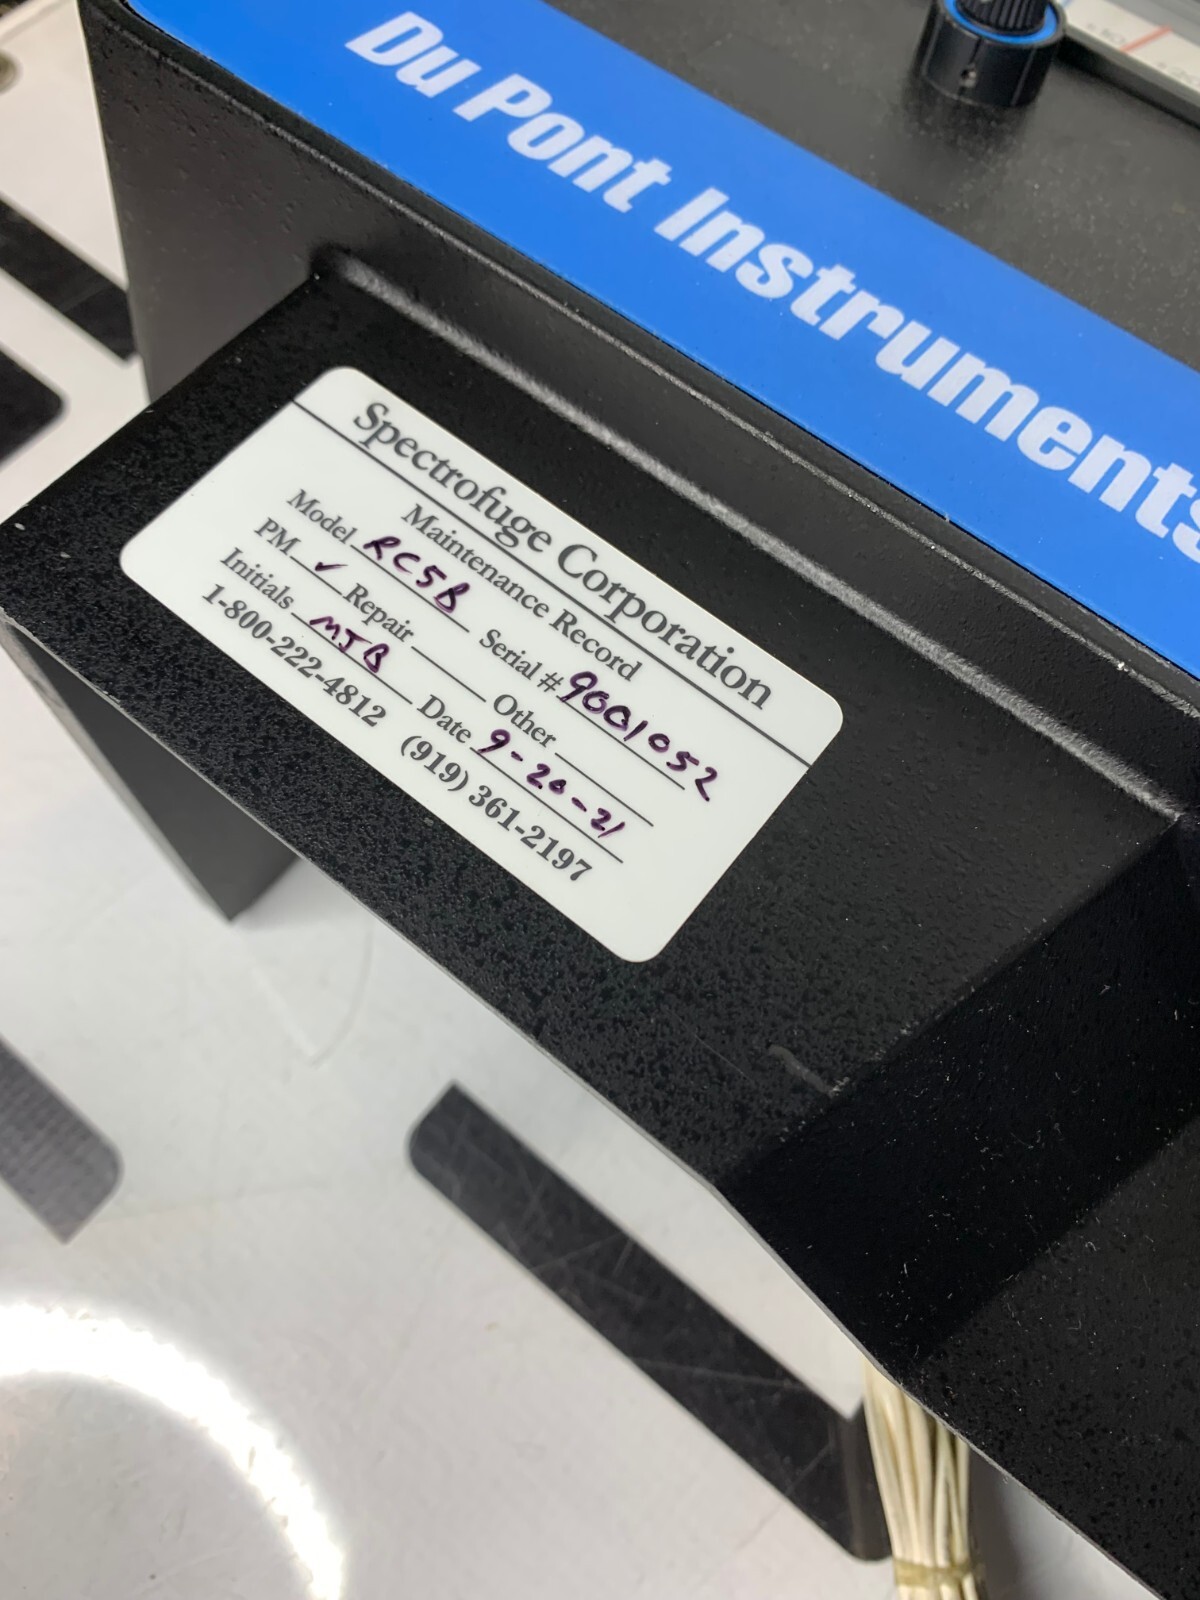 Du Pont Instruments
Spectrofuge Corporation
Maintenance Record
Model RC5B Serial # 9001052
PM ✓ Repair Other
Initials MJB Date 9-20-21
1-800-222-4812 (919) 361-2197